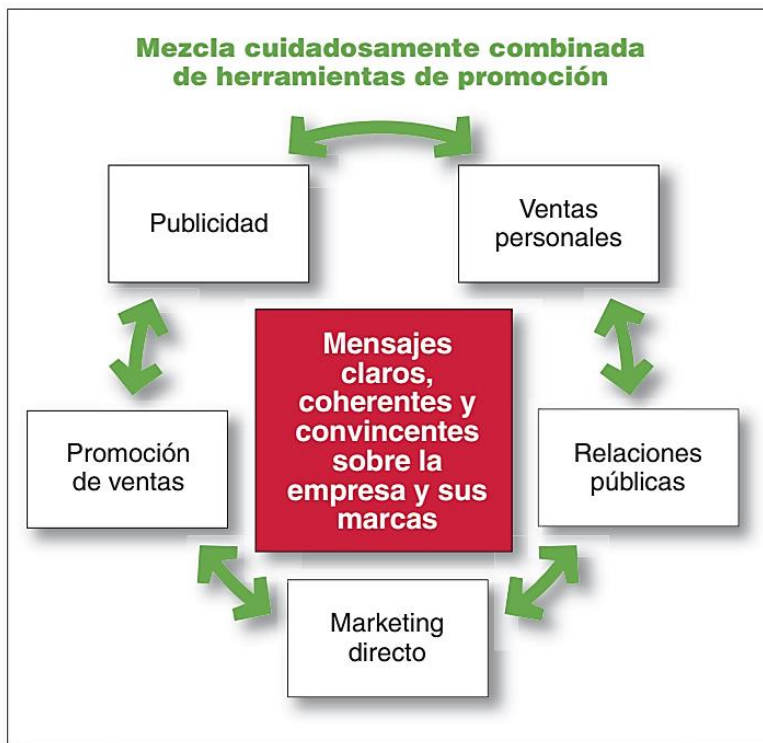 Mezcla cuidadosamente combinada
de herramientas de promoción
Publicidad
Ventas
personales
Mensajes
claros,
coherentes y
convincentes
sobre la
empresa y sus
marcas
Promoción
de ventas
Relaciones
públicas
Marketing
directo